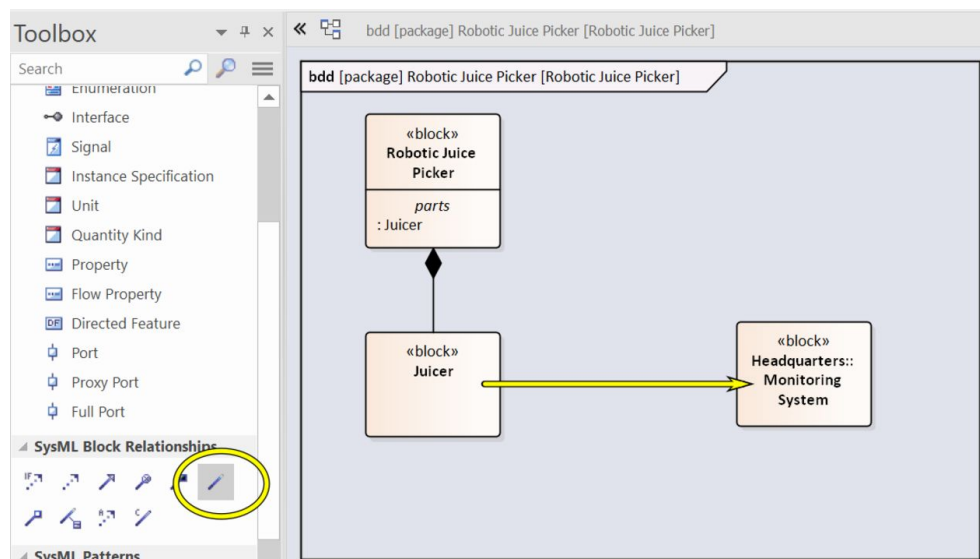 Toolbox
Search
Enumeration
Interface
Signal
Instance Specification
Unit
Quantity Kind
Property
Flow Property
DF Directed Feature
Port
Proxy Port
Full Port
SysML Block Relationships
SysML Patterns
bdd [package] Robotic Juice Picker [Robotic Juice Picker]
bdd [package] Robotic Juice Picker [Robotic Juice Picker]
«block»
Robotic Juice
Picker
parts
: Juicer
«block»
Juicer
«block»
Headquarters::
Monitoring
System